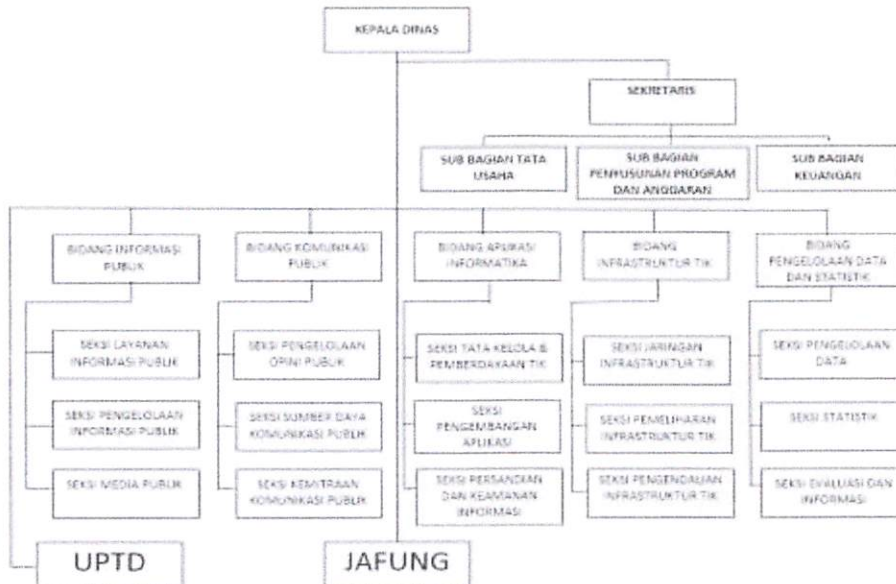 KEPALA DINAS
SEKRETARIS
SUB BAGIAN TATA
USAHA
SUB BAGIAN
PENYUSUNAN PROGRAM
DAN ANGGARAN
SUB BAGIAN
KEUANGAN
BIDANG INFORMASI
PUBLIK
BIDANG KOMUNIKASI
PUBLIK
BIDANG APLIKASI
INFORMATIKA
BIDANG
INFRASTRUKTUR TIK
BIDANG
PENGELOLAAN DATA
DAN STATISTIK
SEKSI LAYANAN
INFORMASI PUBLIK
SEKSI PENGELOLAAN
OPINI PUBLIK
SEKSI TATA KELOLA &
PEMBERDAYAAN TIK
SEKSI JARINGAN
INFRASTRUKTUR TIK
SEKSI PENGELOLAAN
DATA
SEKSI PENGELOLAAN
INFORMASI PUBLIK
SEKSI SUMBER DAYA
KOMUNIKASI PUBLIK
SEKSI
PENGEMBANGAN
APLIKASI
SEKSI PEMELIHARAN
INFRASTRUKTUR TIK
SEKSI STATISTIK
SEKSI MEDIA PUBLIK
SEKSI KEMITRAAN
KOMUNIKASI PUBLIK
SEKSI PERSANDIAN
DAN KEAMANAN
INFORMASI
SEKSI PENGENDALIAN
INFRASTRUKTUR TIK
SEKSI EVALUASI DAN
INFORMASI
UPTD
JAFUNG